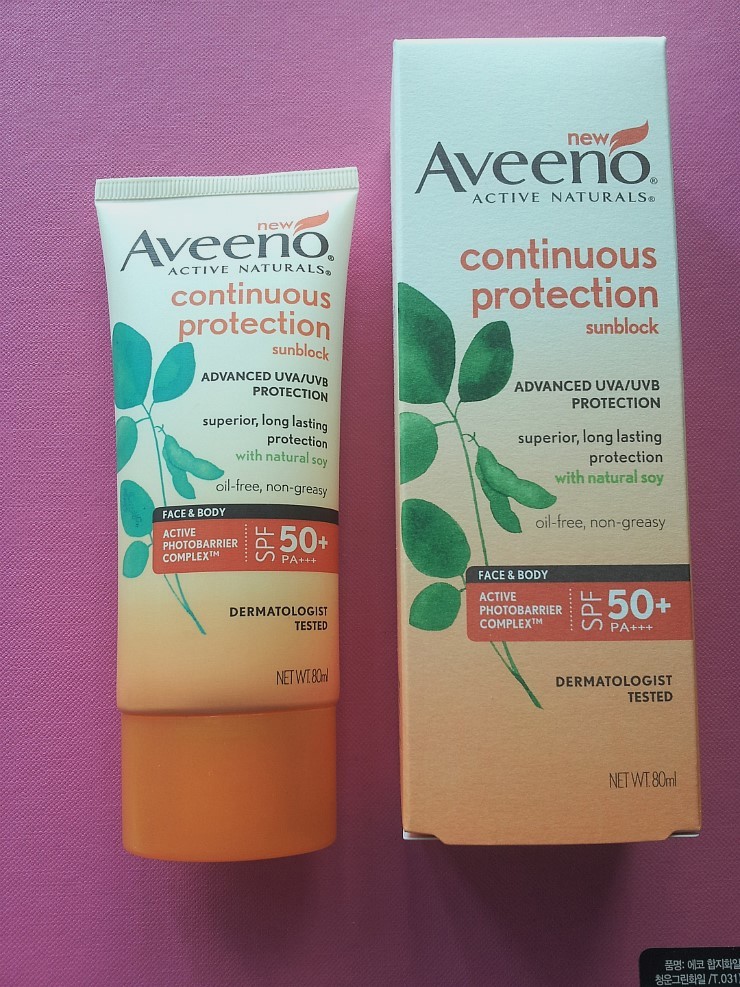 new
Aveeno®
ACTIVE NATURALS®
continuous
protection
sunblock
ADVANCED UVA/UVB
PROTECTION
superior, long lasting
protection
with natural soy
oil-free, non-greasy
FACE & BODY
ACTIVE
PHOTOBARRIER
COMPLEX™
SPF 50+
PA+++
DERMATOLOGIST
TESTED
NET WT. 80ml
new
Aveeno®
ACTIVE NATURALS®
continuous
protection
sunblock
ADVANCED UVA/UVB
PROTECTION
superior, long lasting
protection
with natural soy
oil-free, non-greasy
FACE & BODY
ACTIVE
PHOTOBARRIER
COMPLEX™
SPF 50+
PA+++
DERMATOLOGIST
TESTED
NET WT. 80ml
품명: 에코 합지화일
청운그린화일 /T.031